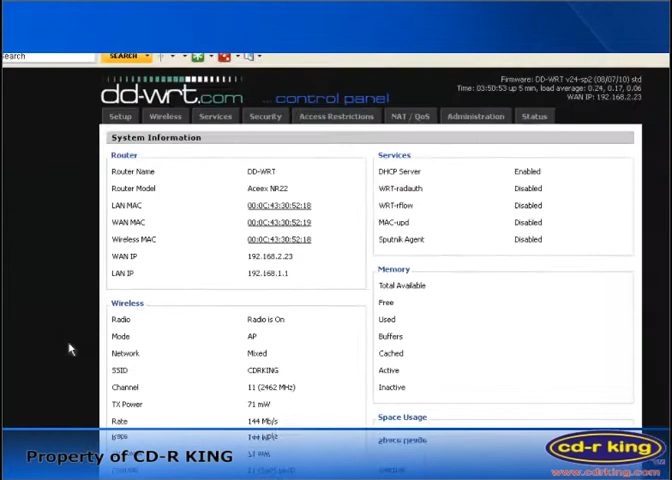 Search
SEARCH
Firmware: DD-WRT v24-sp2 (08/07/10) std
Time: 03:50:53 up 5 min, load average: 0.24, 0.17, 0.06
WAN IP: 192.168.2.23
dd-wrt.com ... control panel
Setup Wireless Services Security Access Restrictions NAT / QoS Administration Status
System Information
Router
Router Name DD-WRT
Router Model Aceex NR22
LAN MAC 00:0C:43:30:52:18
WAN MAC 00:0C:43:30:52:19
Wireless MAC 00:0C:43:30:52:18
WAN IP 192.168.2.23
LAN IP 192.168.1.1
Wireless
Radio Radio is On
Mode AP
Network Mixed
SSID CDRKING
Channel 11 (2462 MHz)
TX Power 71 mW
Rate 144 Mb/s
Services
DHCP Server Enabled
WRT-radauth Disabled
WRT-rflow Disabled
MAC-upd Disabled
Sputnik Agent Disabled
Memory
Total Available
Free
Used
Buffers
Cached
Active
Inactive
Space Usage
Property of CD-R KING
cd-r king
TM
www.cdrking.com